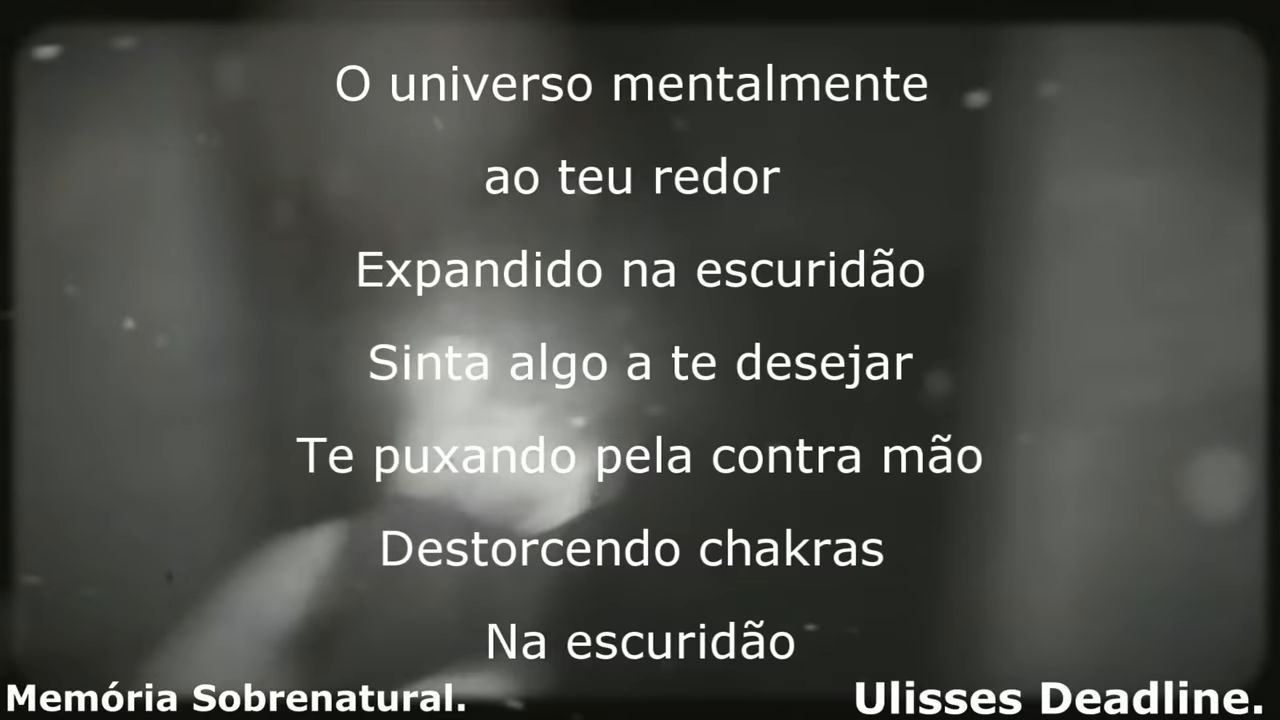 O universo mentalmente
ao teu redor
Expandido na escuridão
Sinta algo a te desejar
Te puxando pela contra mão
Destorcendo chakras
Na escuridão
Memória Sobrenatural.
Ulisses Deadline.